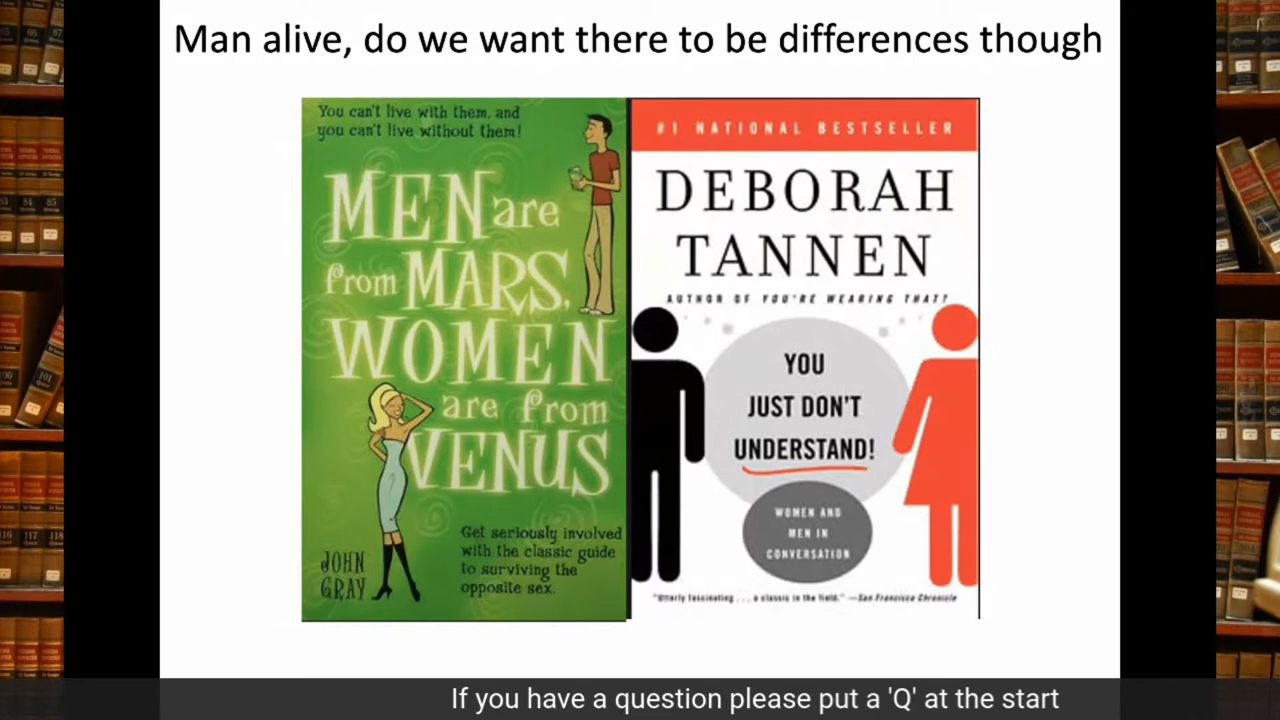 Man alive, do we want there to be differences though
You can't live with them, and
you can't live without them!
MEN are
from MARS,
WOMEN
are from
VENUS
Get seriously involved
with the classic guide
to surviving the
opposite sex.
JOHN
GRAY
#1 NATIONAL BESTSELLER
DEBORAH
TANNEN
AUTHOR OF YOU'RE WEARING THAT?
YOU
JUST DON'T
UNDERSTAND!
WOMEN AND
MEN IN
CONVERSATION
"Utterly fascinating . . . a classic in the field." —San Francisco Chronicle
If you have a question please put a 'Q' at the start